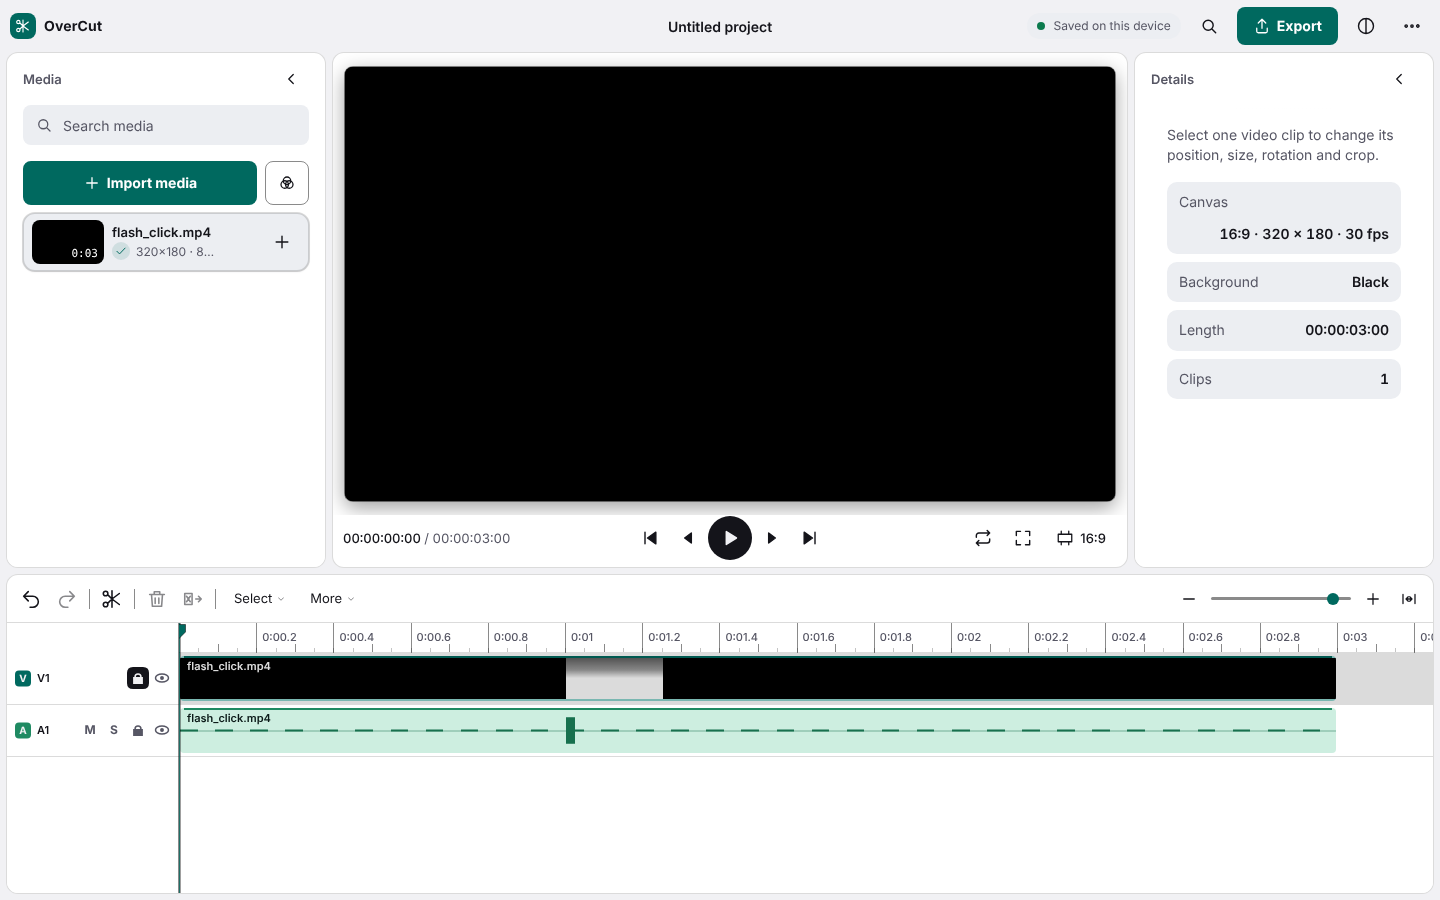 OverCut
Untitled project
Saved on this device
Export
Media
Search media
Import media
flash_click.mp4
0:03
320×180 · 8...
00:00:00:00 / 00:00:03:00
16:9
Details
Select one video clip to change its
position, size, rotation and crop.
Canvas
16:9 · 320 × 180 · 30 fps
Background Black
Length 00:00:03:00
Clips 1
Select
More
0:00.2 0:00.4 0:00.6 0:00.8 0:01 0:01.2 0:01.4 0:01.6 0:01.8 0:02 0:02.2 0:02.4 0:02.6 0:02.8 0:03
V V1
flash_click.mp4
A A1 M S
flash_click.mp4